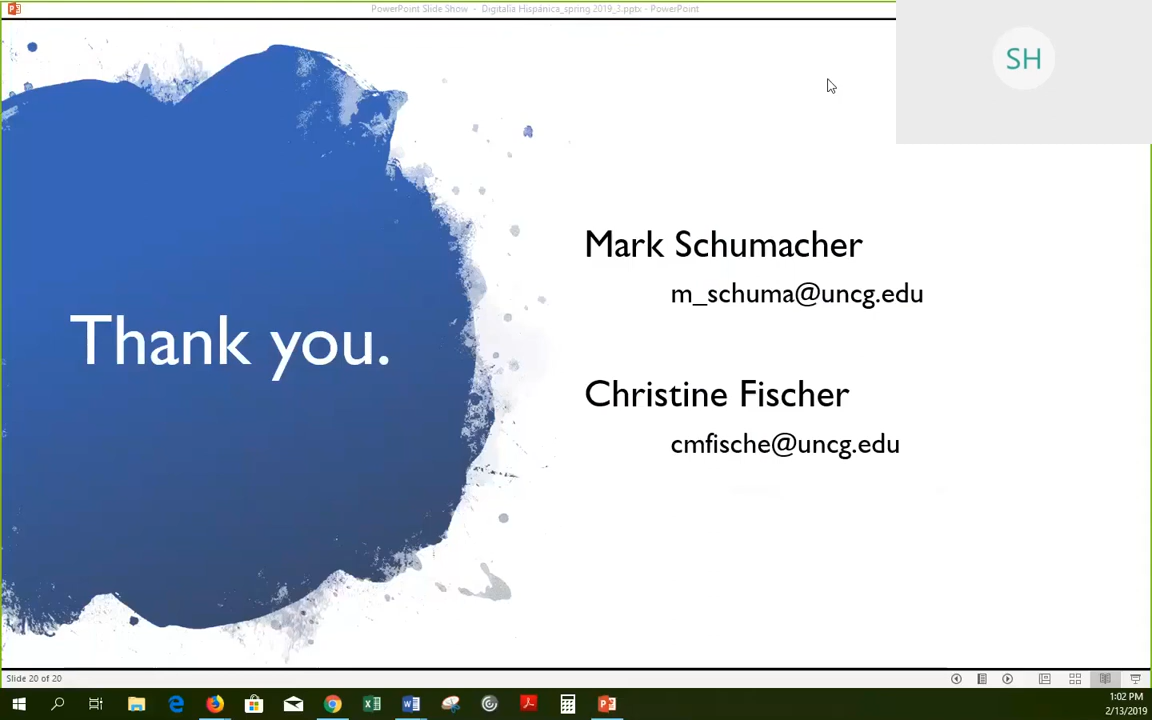 PowerPoint Slide Show - Digitalia Hispánica_spring 2019_3.pptx - PowerPoint
SH
Mark Schumacher
m_schuma@uncg.edu
Thank you.
Christine Fischer
cmfische@uncg.edu
Slide 20 of 20
1:02 PM
2/13/2019